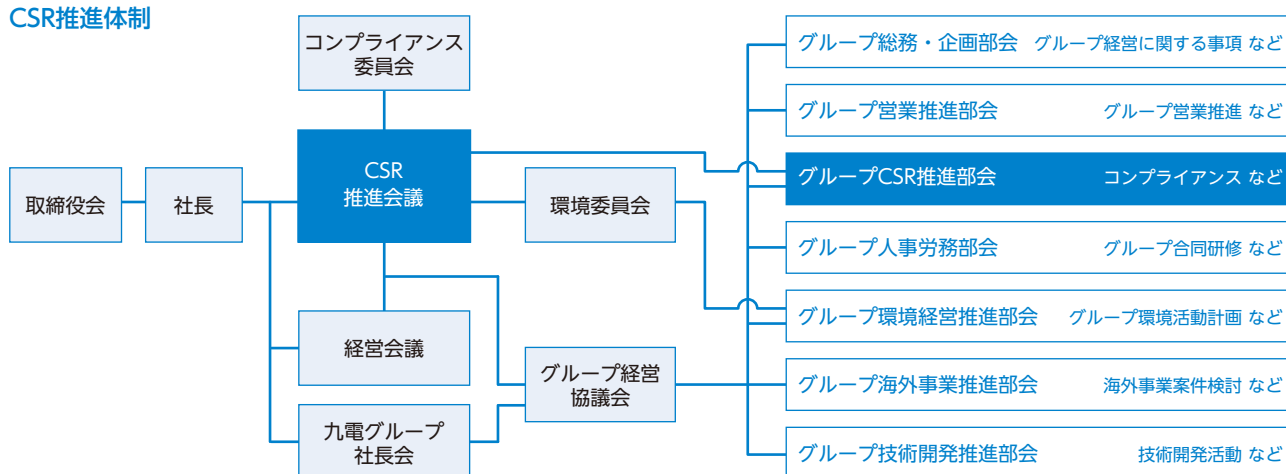 CSR推進体制
コンプライアンス
委員会
CSR
推進会議
取締役会
社長
環境委員会
経営会議
グループ経営
協議会
九電グループ
社長会
グループ総務・企画部会 グループ経営に関する事項 など
グループ営業推進部会 グループ営業推進 など
グループCSR推進部会 コンプライアンス など
グループ人事労務部会 グループ合同研修 など
グループ環境経営推進部会 グループ環境活動計画 など
グループ海外事業推進部会 海外事業案件検討 など
グループ技術開発推進部会 技術開発活動 など